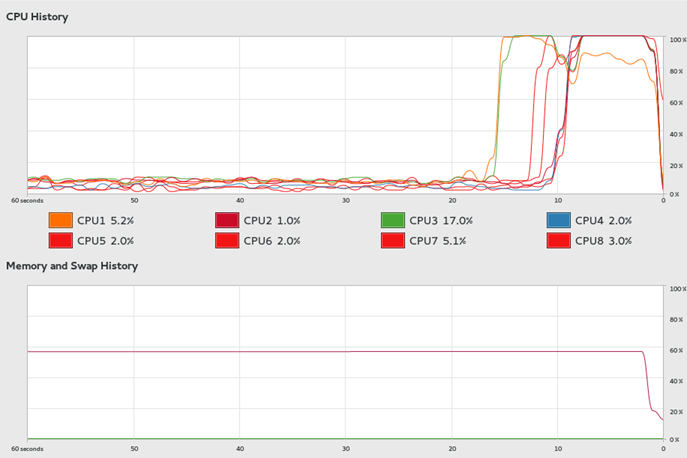 CPU History
100 %
80 %
60 %
40 %
20 %
0 %
60 seconds 50 40 30 20 10 0
CPU1 5.2% CPU2 1.0% CPU3 17.0% CPU4 2.0%
CPU5 2.0% CPU6 2.0% CPU7 5.1% CPU8 3.0%
Memory and Swap History
100 %
80 %
60 %
40 %
20 %
0 %
60 seconds 50 40 30 20 10 0